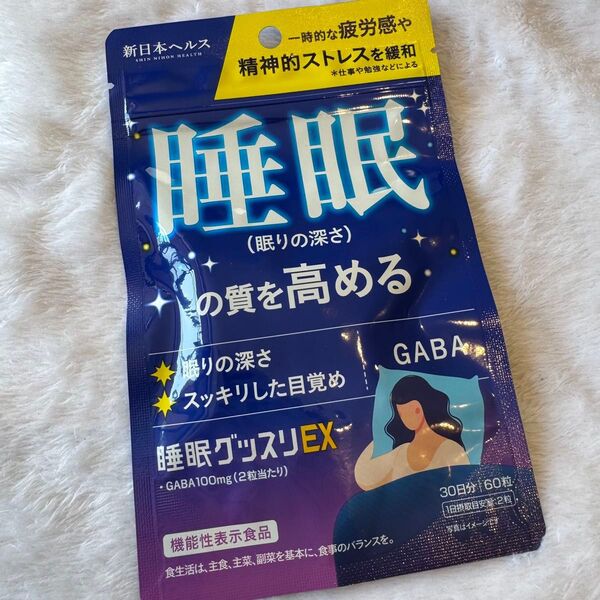 新日本ヘルス
SHIN NIHON HEALTH
一時的な疲労感や
精神的ストレスを緩和
*仕事や勉強などによる
睡眠
(眠りの深さ)
の質を高める
眠りの深さ
スッキリした目覚め
GABA
睡眠グッスリEX
・GABA100mg(2粒当たり)
30日分 60粒
1日摂取目安量:2粒
写真はイメージです
機能性表示食品
食生活は、主食、主菜、副菜を基本に、食事のバランスを。